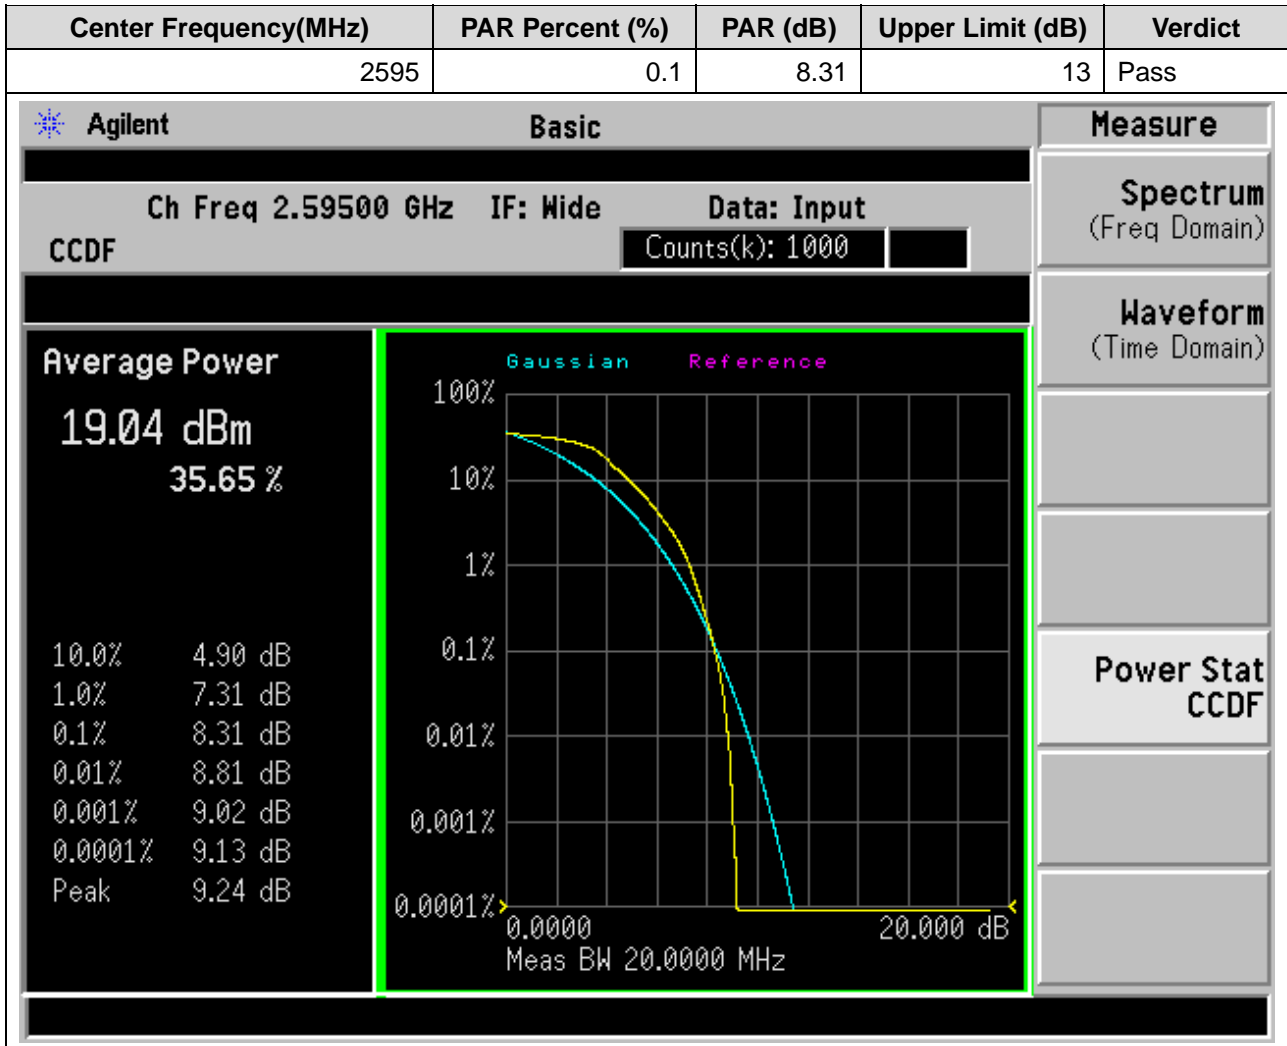 Center Frequency(MHz) PAR Percent (%) PAR (dB) Upper Limit (dB) Verdict
2595 0.1 8.31 13 Pass
Agilent Basic
Ch Freq 2.59500 GHz IF: Wide Data: Input
CCDF Counts(k): 1000
Average Power
19.04 dBm
35.65 %
10.0% 4.90 dB
1.0% 7.31 dB
0.1% 8.31 dB
0.01% 8.81 dB
0.001% 9.02 dB
0.0001% 9.13 dB
Peak 9.24 dB
Gaussian Reference
100%
10%
1%
0.1%
0.01%
0.001%
0.0001%
0.0000 20.000 dB
Meas BW 20.0000 MHz
Measure
Spectrum
(Freq Domain)
Waveform
(Time Domain)
Power Stat
CCDF